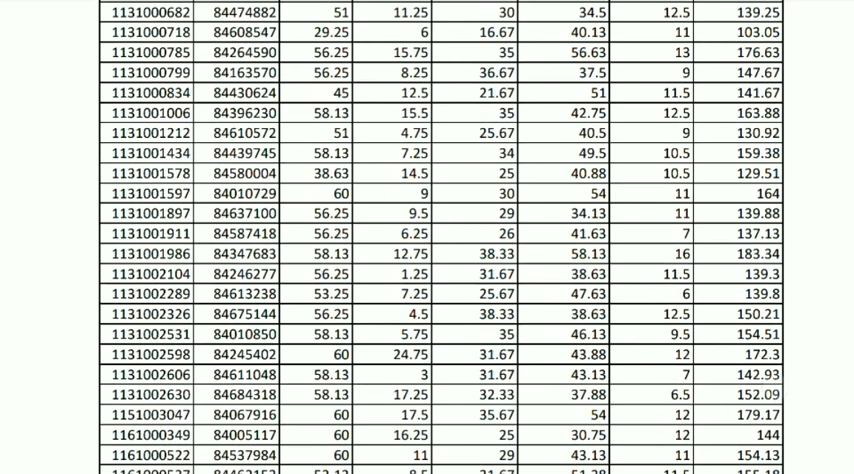 1131000682 84474882 51 11.25 30 34.5 12.5 139.25
1131000718 84608547 29.25 6 16.67 40.13 11 103.05
1131000785 84264590 56.25 15.75 35 56.63 13 176.63
1131000799 84163570 56.25 8.25 36.67 37.5 9 147.67
1131000834 84430624 45 12.5 21.67 51 11.5 141.67
1131001006 84396230 58.13 15.5 35 42.75 12.5 163.88
1131001212 84610572 51 4.75 25.67 40.5 9 130.92
1131001434 84439745 58.13 7.25 34 49.5 10.5 159.38
1131001578 84580004 38.63 14.5 25 40.88 10.5 129.51
1131001597 84010729 60 9 30 54 11 164
1131001897 84637100 56.25 9.5 29 34.13 11 139.88
1131001911 84587418 56.25 6.25 26 41.63 7 137.13
1131001986 84347683 58.13 12.75 38.33 58.13 16 183.34
1131002104 84246277 56.25 1.25 31.67 38.63 11.5 139.3
1131002289 84613238 53.25 7.25 25.67 47.63 6 139.8
1131002326 84675144 56.25 4.5 38.33 38.63 12.5 150.21
1131002531 84010850 58.13 5.75 35 46.13 9.5 154.51
1131002598 84245402 60 24.75 31.67 43.88 12 172.3
1131002606 84611048 58.13 3 31.67 43.13 7 142.93
1131002630 84684318 58.13 17.25 32.33 37.88 6.5 152.09
1151003047 84067916 60 17.5 35.67 54 12 179.17
1161000349 84005117 60 16.25 25 30.75 12 144
1161000522 84537984 60 11 29 43.13 11 154.13